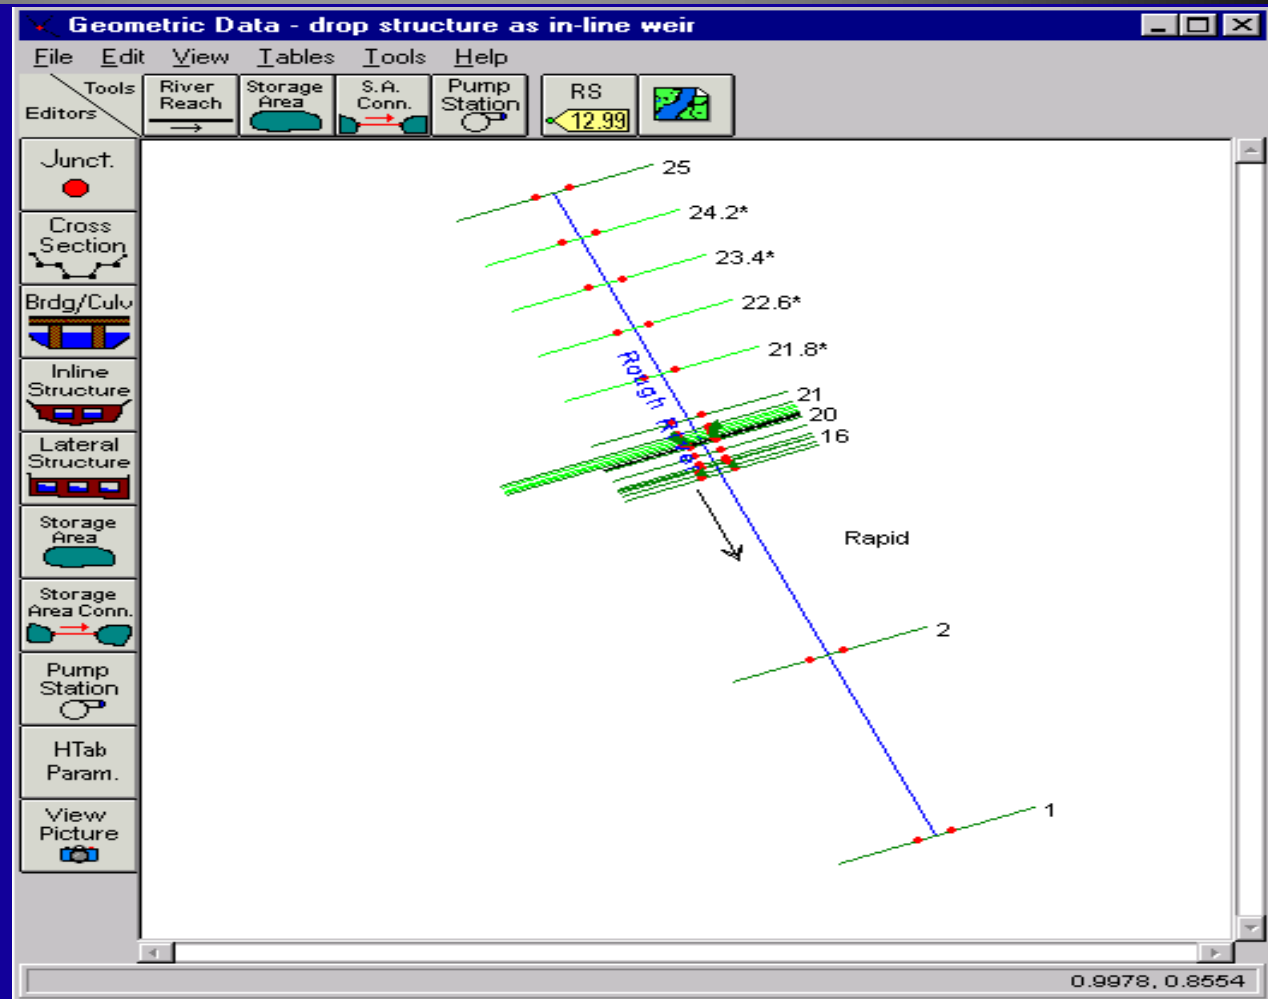 Geometric Data - drop structure as in-line weir
File Edit View Tables Tools Help
Tools
Editors
River
Reach
Storage
Area
S.A.
Conn.
Pump
Station
RS
12.99
Junct.
Cross
Section
Brdg/Culv
Inline
Structure
Lateral
Structure
Storage
Area
Storage
Area Conn.
Pump
Station
HTab
Param.
View
Picture
25
24.2*
23.4*
22.6*
21.8*
21
20
16
Rough River
Rapid
2
1
0.9978, 0.8554